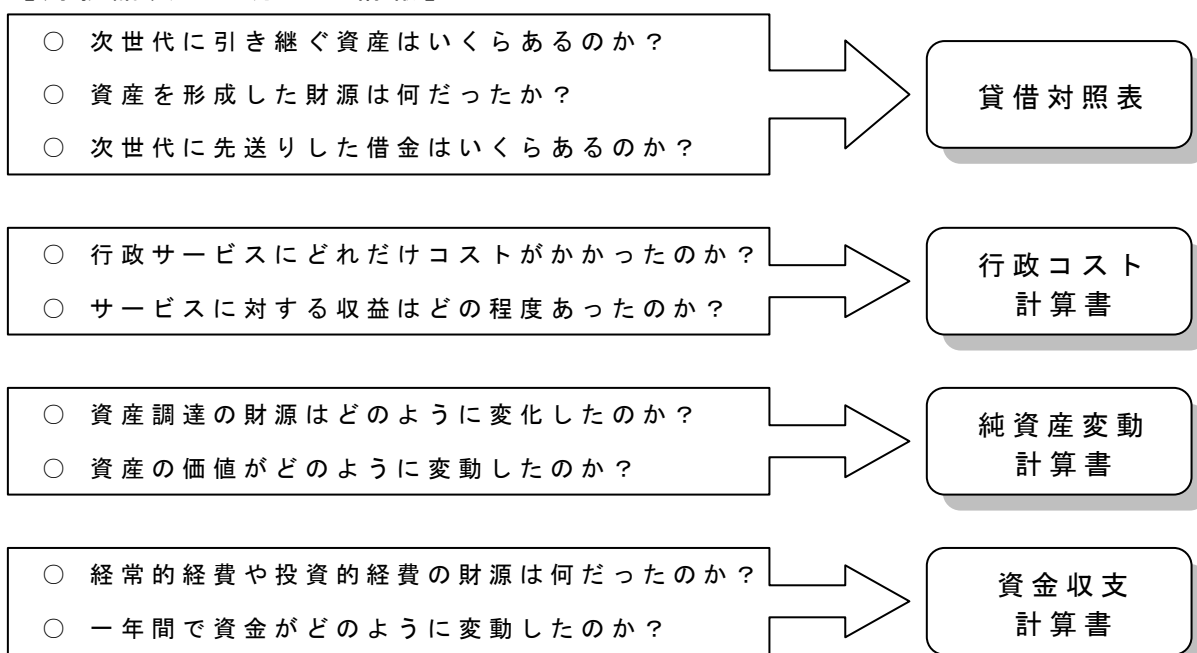 ○ 次世代に引き継ぐ資産はいくらあるのか？
○ 資産を形成した財源は何だったか？
○ 次世代に先送りした借金はいくらあるのか？
貸借対照表
○ 行政サービスにどれだけコストがかかったのか？
○ サービスに対する収益はどの程度あったのか？
行政コスト
計算書
○ 資産調達の財源はどのように変化したのか？
○ 資産の価値がどのように変動したのか？
純資産変動
計算書
○ 経常的経費や投資的経費の財源は何だったのか？
○ 一年間で資金がどのように変動したのか？
資金収支
計算書